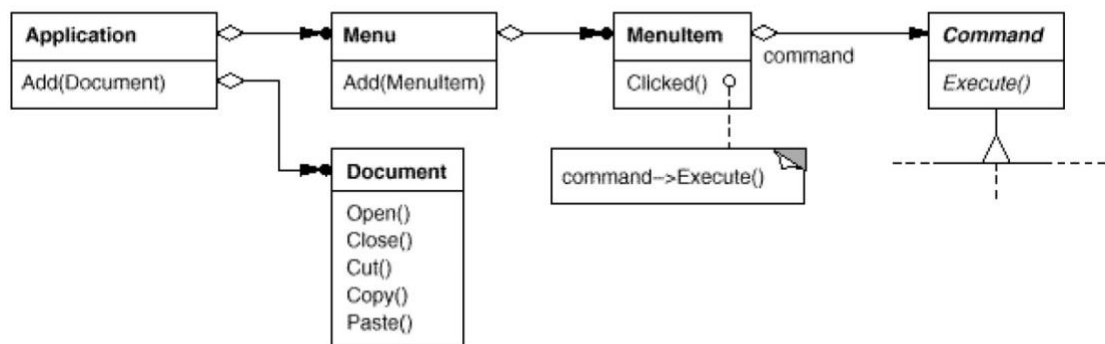 Application
Add(Document)
Menu
Add(MenuItem)
MenuItem
Clicked()
command
Command
Execute()
command–>Execute()
Document
Open()
Close()
Cut()
Copy()
Paste()